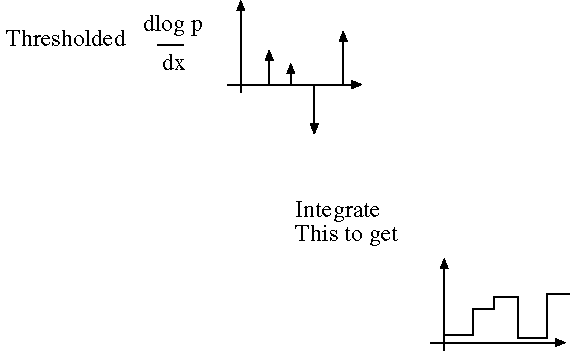 Thresholded dlog p
dx
Integrate
This to get